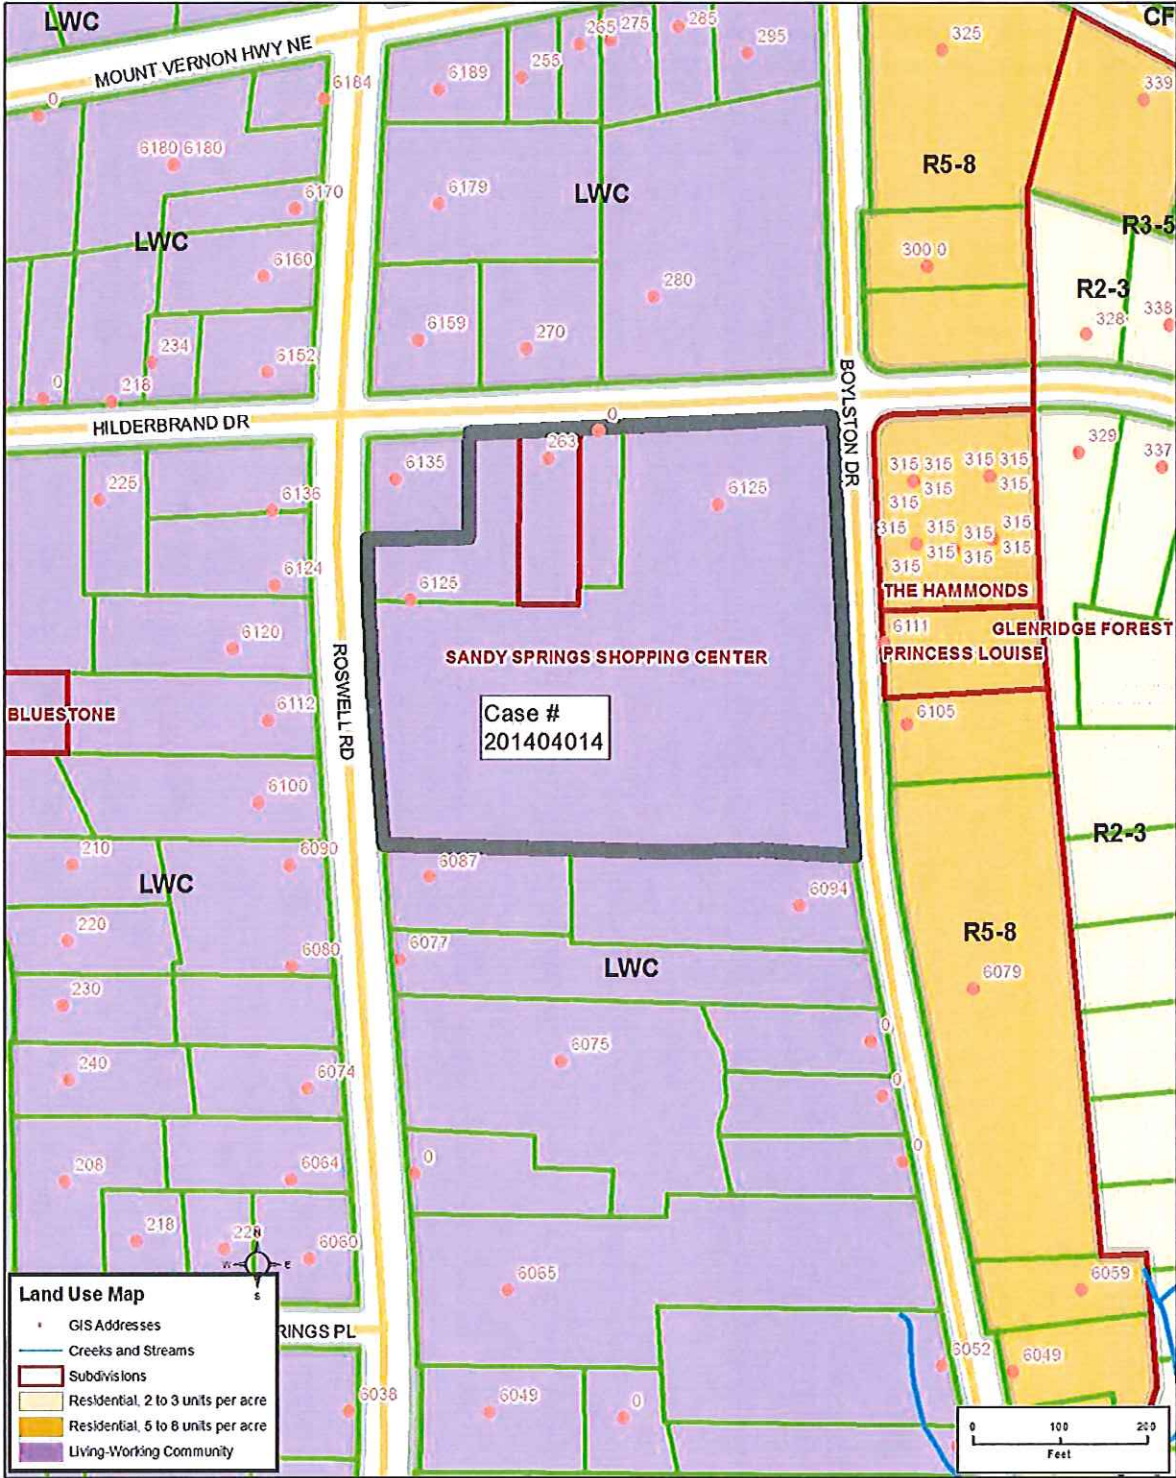 LWC
CF
MOUNT VERNON HWY NE
265
275
285
295
325
339
6189
255
6184
0
6180 6180
6170
LWC
6179
LWC
R5-8
R3-5
6160
300 0
R2-3
280
328
338
6159
270
234
6152
0
218
BOYLSTON DR
HILDERBRAND DR
0
263
6135
225
6136
6125
329
337
315 315
315 315
315
315
315
315
315
315
315
315
315
315
6124
6125
THE HAMMONDS
6111
GLENRIDGE FOREST
PRINCESS LOUISE
6120
ROSWELL RD
SANDY SPRINGS SHOPPING CENTER
BLUESTONE
6112
Case #
201404014
6105
6100
R2-3
210
6090
6087
LWC
6094
220
6080
6077
LWC
R5-8
6079
230
0
6075
240
6074
0
0
0
208
6064
218
6060
N
W
E
S
6065
6059
RINGS PL
6052
6049
6038
6049
0
Land Use Map
GIS Addresses
Creeks and Streams
Subdivisions
Residential, 2 to 3 units per acre
Residential, 5 to 8 units per acre
Living-Working Community
0 100 200
Feet